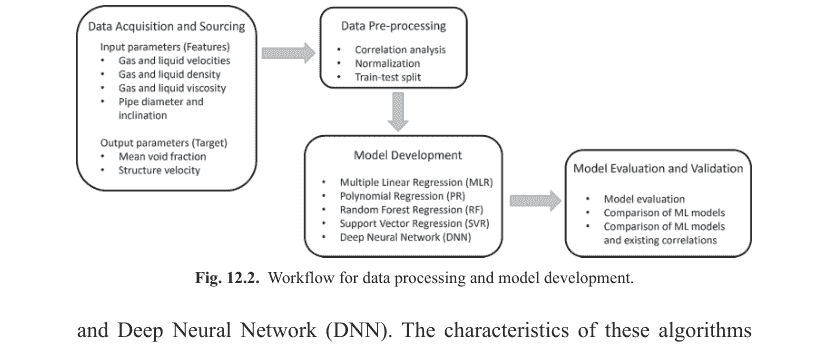 Data Acquisition and Sourcing
Input parameters (Features)
• Gas and liquid velocities
• Gas and liquid density
• Gas and liquid viscosity
• Pipe diameter and
inclination
Output parameters (Target)
• Mean void fraction
• Structure velocity
Data Pre-processing
• Correlation analysis
• Normalization
• Train-test split
Model Development
• Multiple Linear Regression (MLR)
• Polynomial Regression (PR)
• Random Forest Regression (RF)
• Support Vector Regression (SVR)
• Deep Neural Network (DNN)
Model Evaluation and Validation
• Model evaluation
• Comparison of ML models
• Comparison of ML models
and existing correlations
Fig. 12.2. Workflow for data processing and model development.
and Deep Neural Network (DNN). The characteristics of these algorithms